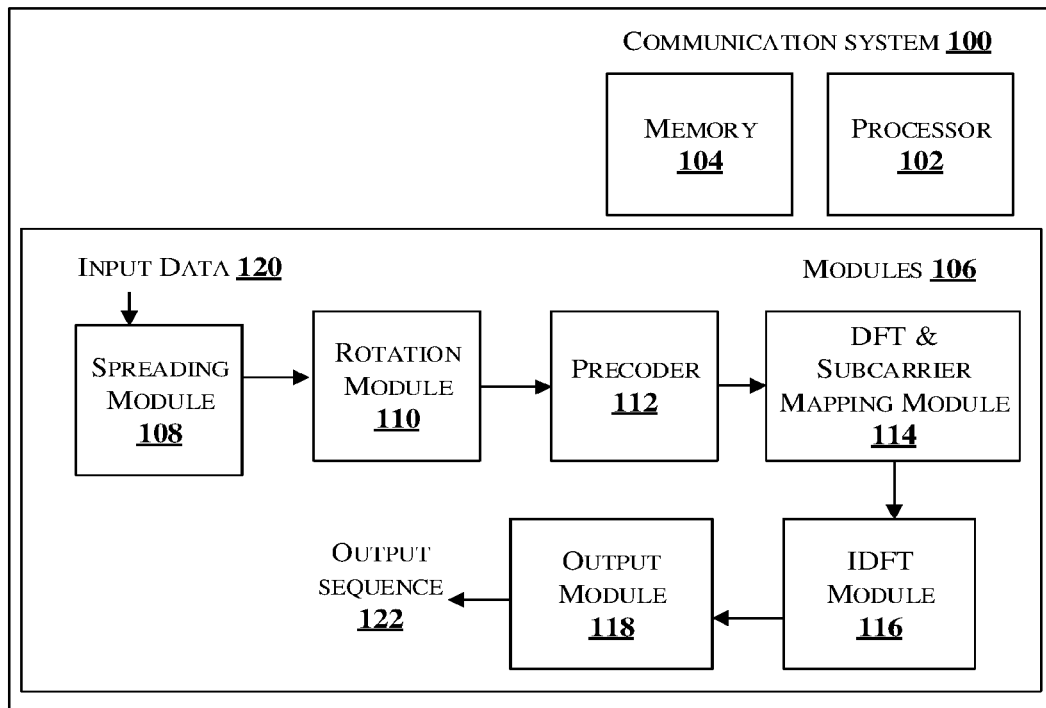 COMMUNICATION SYSTEM 100
MEMORY
104
PROCESSOR
102
INPUT DATA 120
MODULES 106
SPREADING
MODULE
108
ROTATION
MODULE
110
PRECODER
112
DFT &
SUBCARRIER
MAPPING MODULE
114
OUTPUT
SEQUENCE
122
OUTPUT
MODULE
118
IDFT
MODULE
116